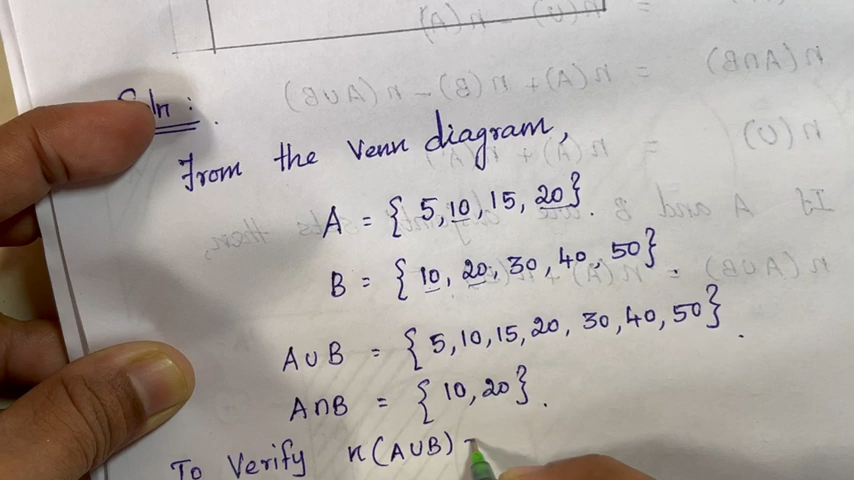 Soln :
From the Venn diagram,
A = { 5, 10, 15, 20 } .
B = { 10, 20, 30, 40, 50 } .
A ∪ B = { 5, 10, 15, 20, 30, 40, 50 } .
A ∩ B = { 10, 20 } .
To Verify n(A∪B) =